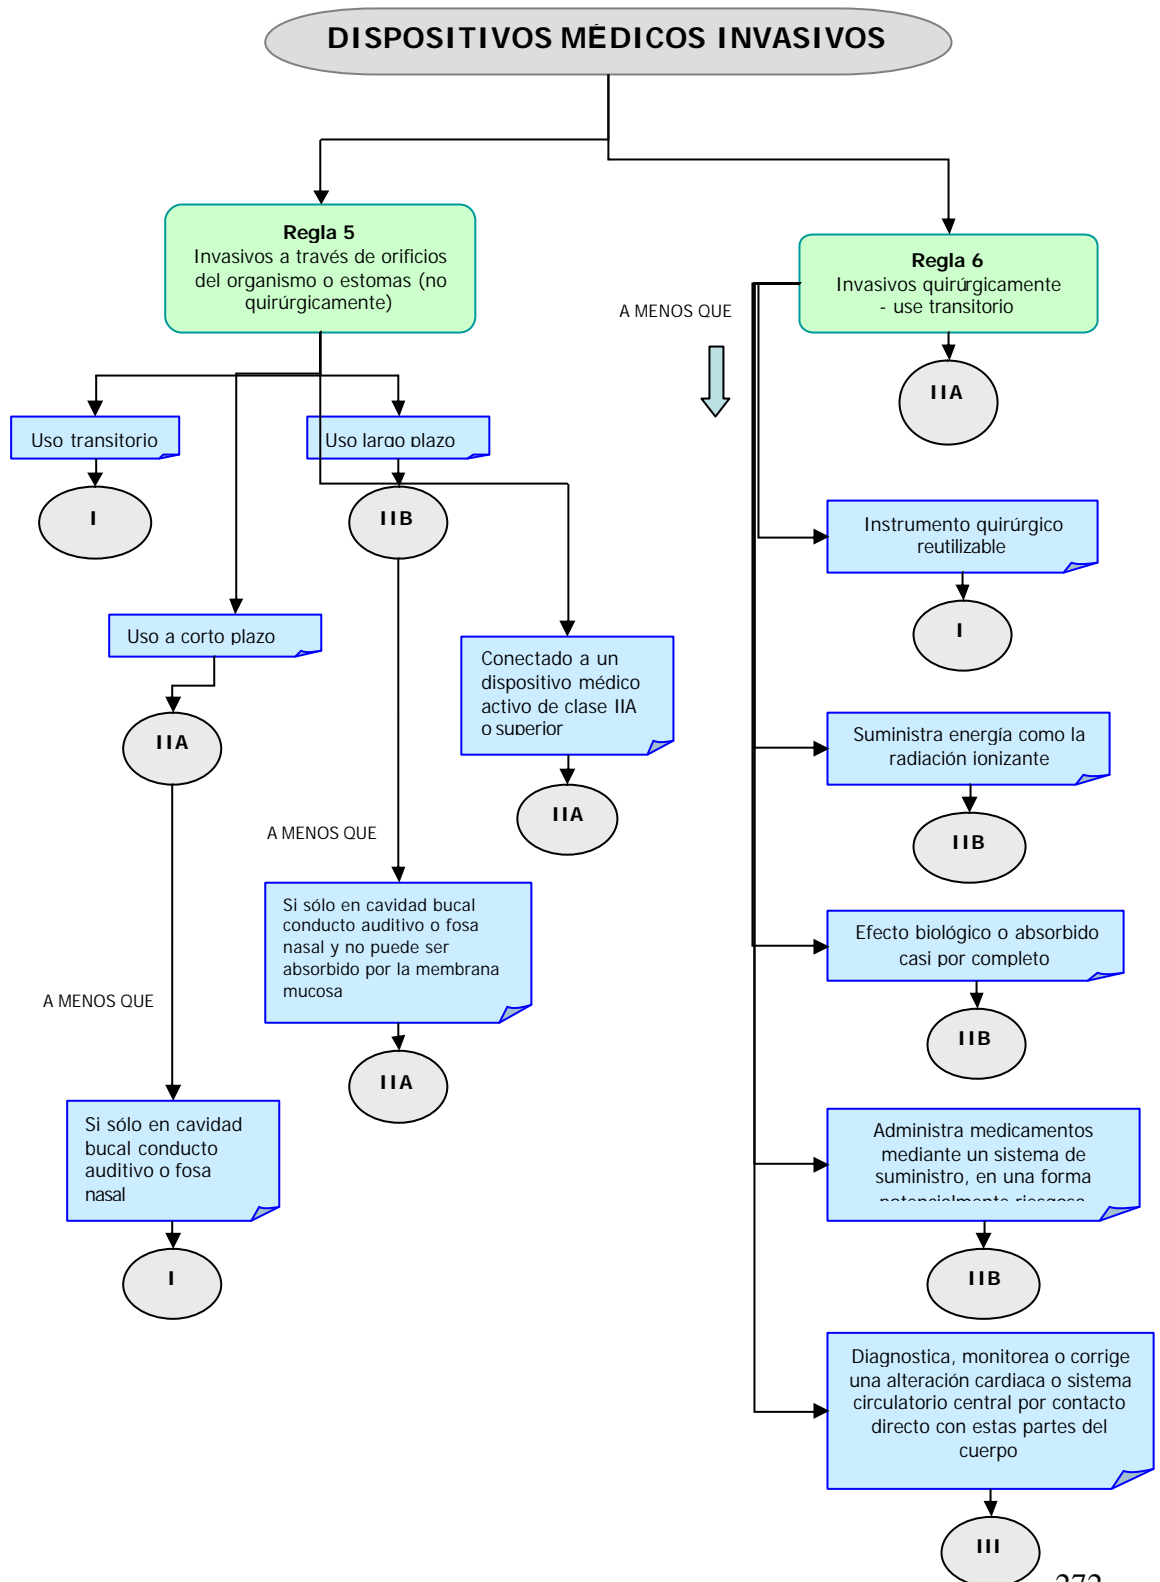 DISPOSITIVOS MÉDICOS INVASIVOS
Regla 5
Invasivos a través de orificios
del organismo o estomas (no
quirúrgicamente)
Regla 6
Invasivos quirúrgicamente
- use transitorio
A MENOS QUE
IIA
Uso transitorio
Uso largo plazo
I
IIB
Instrumento quirúrgico
reutilizable
I
Uso a corto plazo
Conectado a un
dispositivo médico
activo de clase IIA
o superior
IIA
IIA
Suministra energía como la
radiación ionizante
IIB
A MENOS QUE
Si sólo en cavidad bucal
conducto auditivo o fosa
nasal y no puede ser
absorbido por la membrana
mucosa
IIA
Efecto biológico o absorbido
casi por completo
IIB
A MENOS QUE
Si sólo en cavidad
bucal conducto
auditivo o fosa
nasal
I
Administra medicamentos
mediante un sistema de
suministro, en una forma
potencialmente riesgosa
IIB
Diagnostica, monitorea o corrige
una alteración cardiaca o sistema
circulatorio central por contacto
directo con estas partes del
cuerpo
III